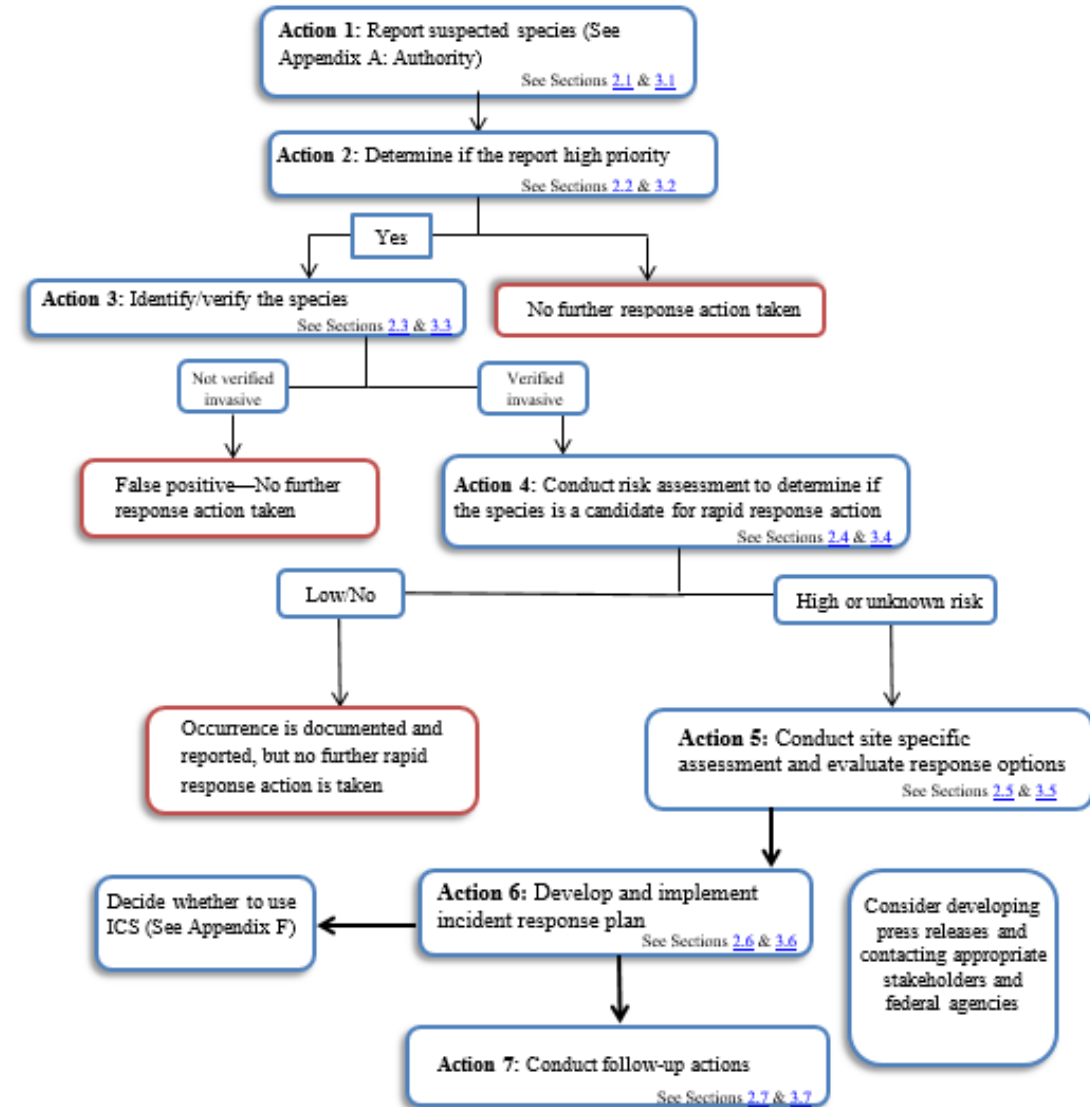 Action 1: Report suspected species (See
Appendix A: Authority)
See Sections 2.1 & 3.1
Action 2: Determine if the report high priority
See Sections 2.2 & 3.2
Yes
Action 3: Identify/verify the species
See Sections 2.3 & 3.3
No further response action taken
Not verified
invasive
Verified
invasive
False positive—No further
response action taken
Action 4: Conduct risk assessment to determine if
the species is a candidate for rapid response action
See Sections 2.4 & 3.4
Low/No
High or unknown risk
Occurrence is documented and
reported, but no further rapid
response action is taken
Action 5: Conduct site specific
assessment and evaluate response options
See Sections 2.5 & 3.5
Decide whether to use
ICS (See Appendix F)
Action 6: Develop and implement
incident response plan
See Sections 2.6 & 3.6
Consider developing
press releases and
contacting appropriate
stakeholders and
federal agencies
Action 7: Conduct follow-up actions
See Sections 2.7 & 3.7